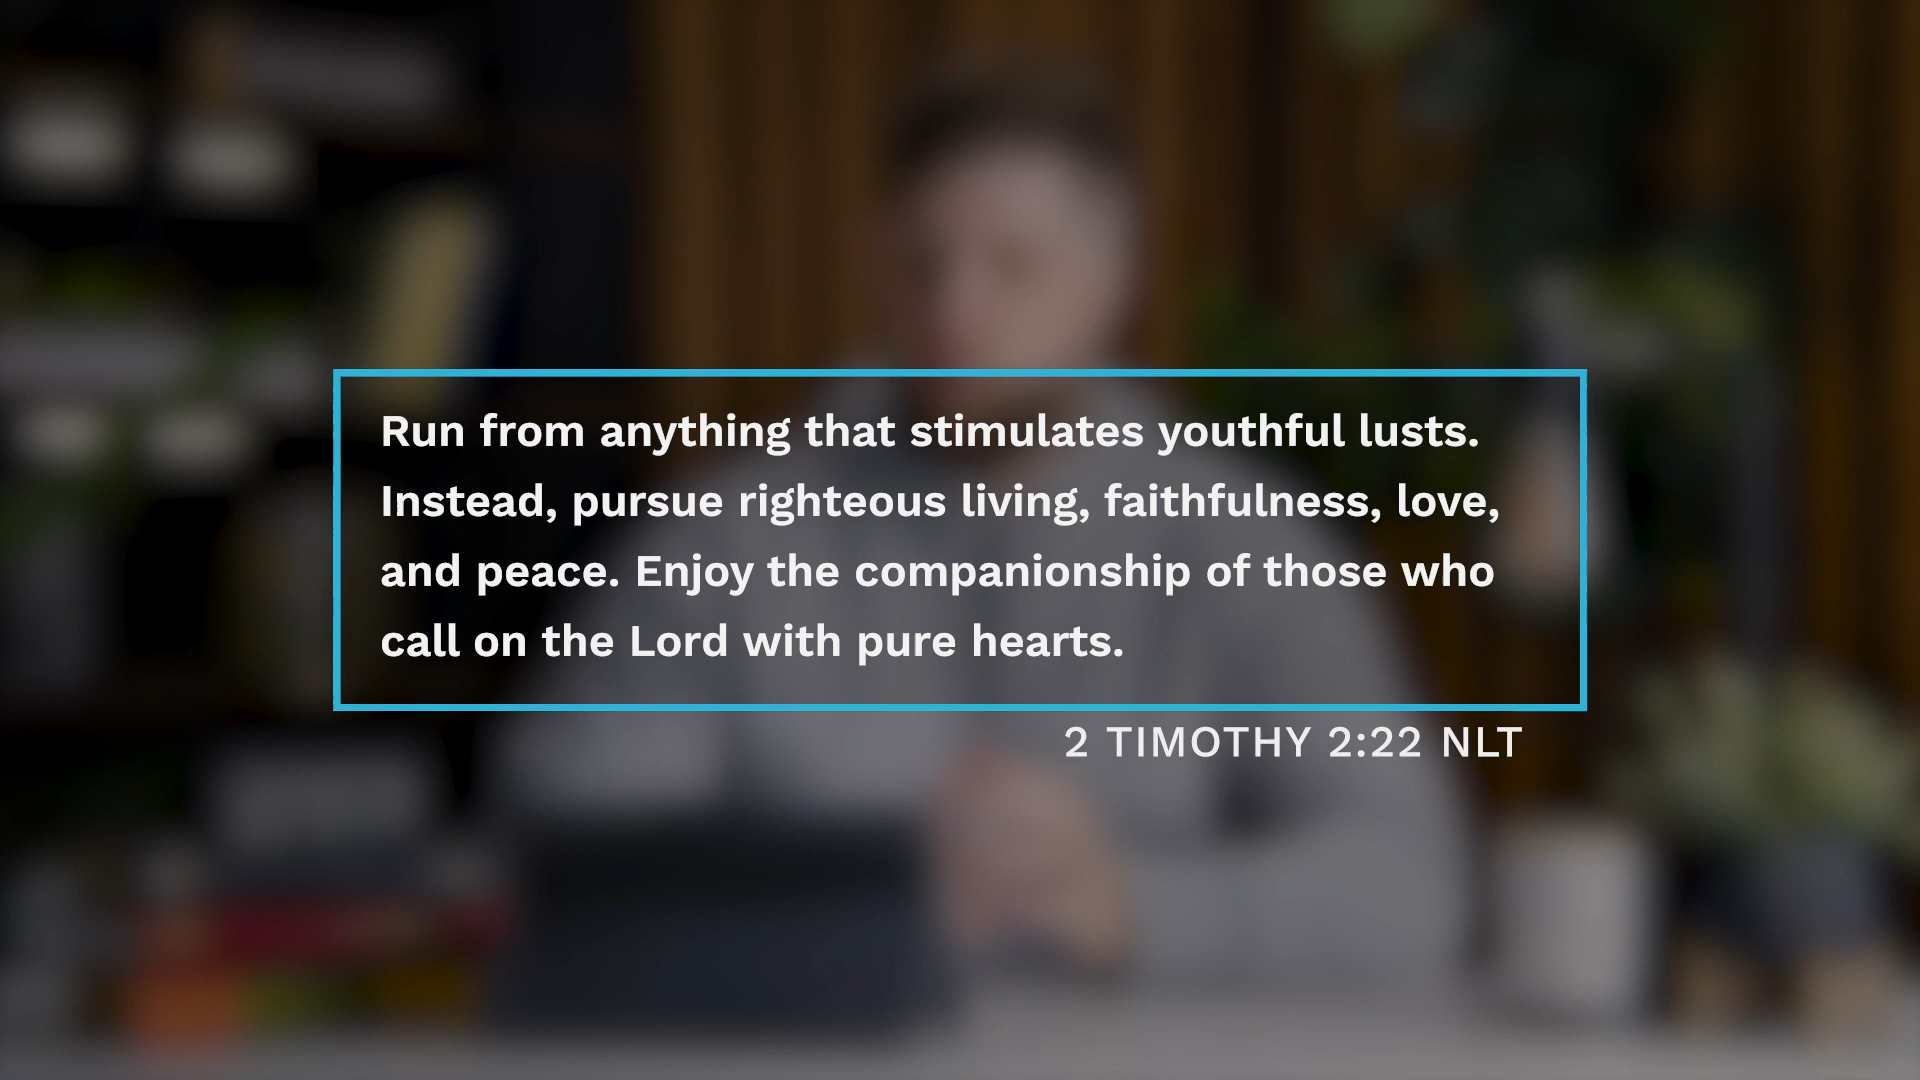 Run from anything that stimulates youthful lusts.
Instead, pursue righteous living, faithfulness, love,
and peace. Enjoy the companionship of those who
call on the Lord with pure hearts.
2 TIMOTHY 2:22 NLT